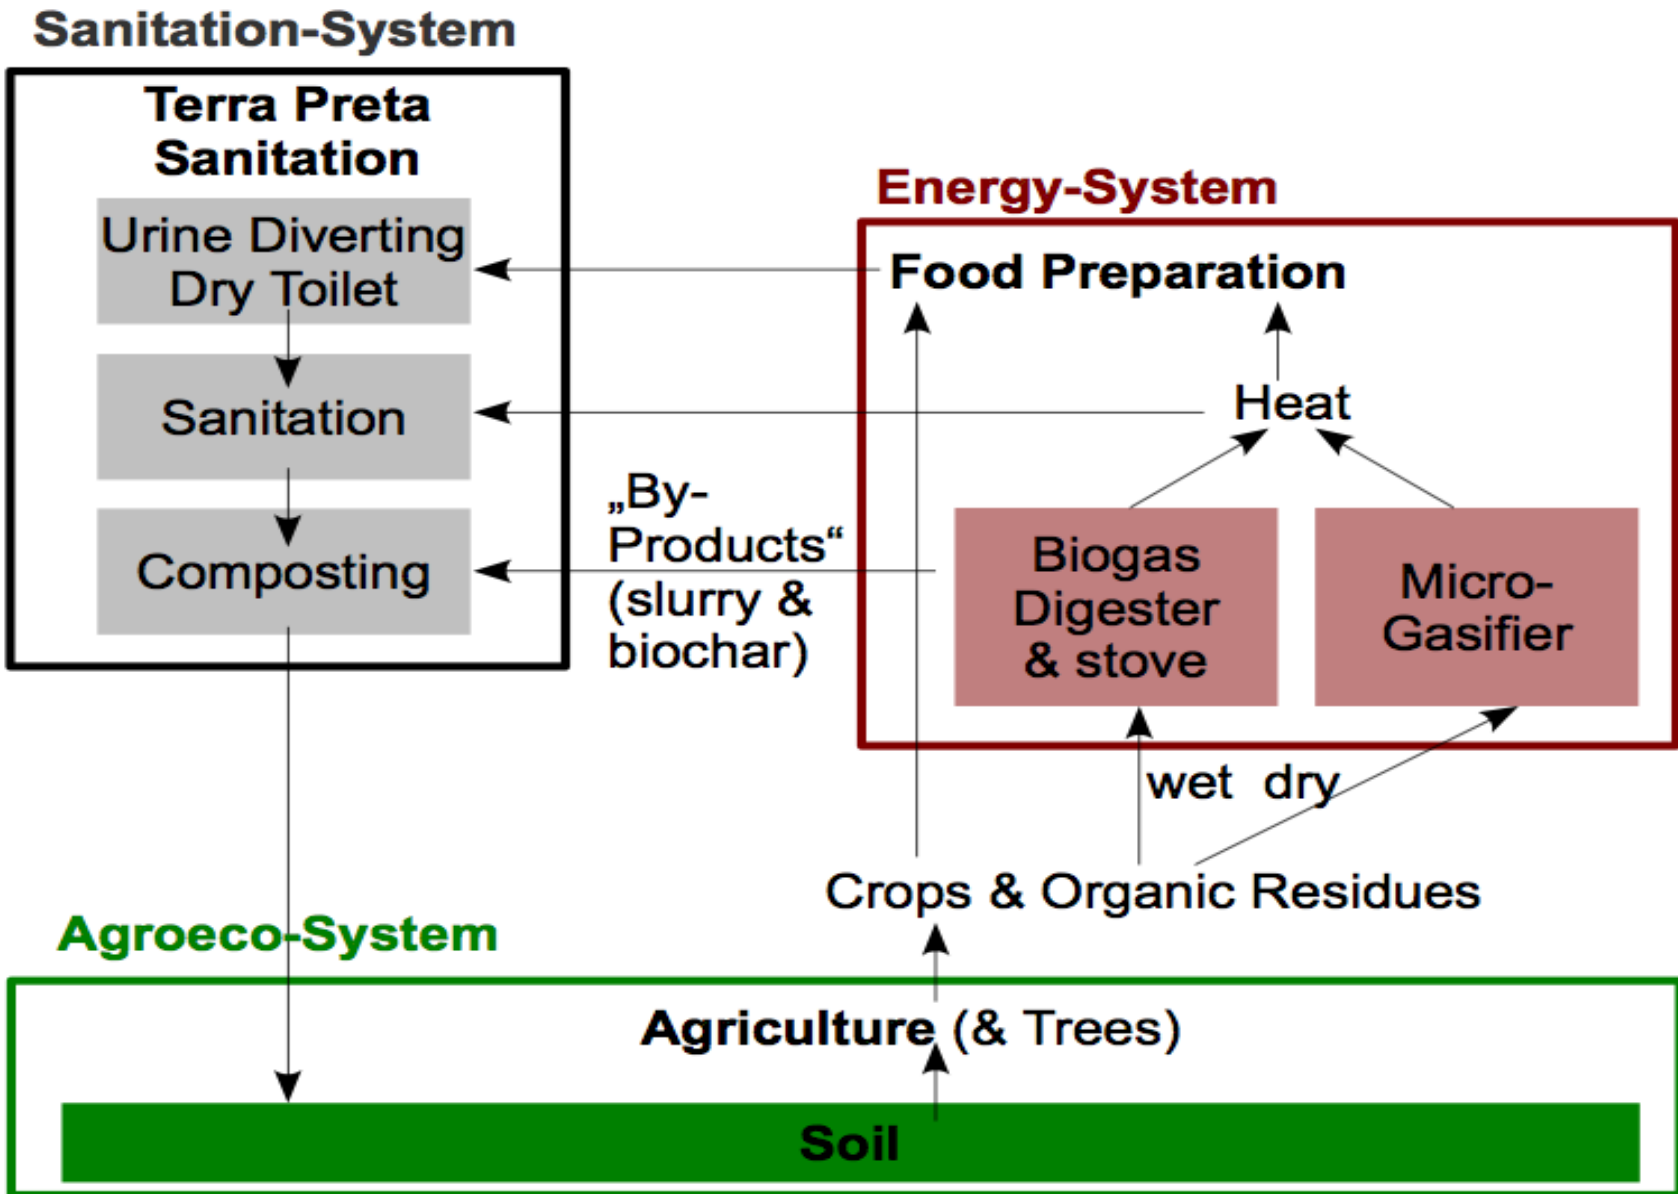 Sanitation-System
Terra Preta
Sanitation
Urine Diverting
Dry Toilet
Sanitation
Composting
„By-
Products“
(slurry &
biochar)
Energy-System
Food Preparation
Heat
Biogas
Digester
& stove
Micro-
Gasifier
wet dry
Crops & Organic Residues
Agroeco-System
Agriculture (& Trees)
Soil